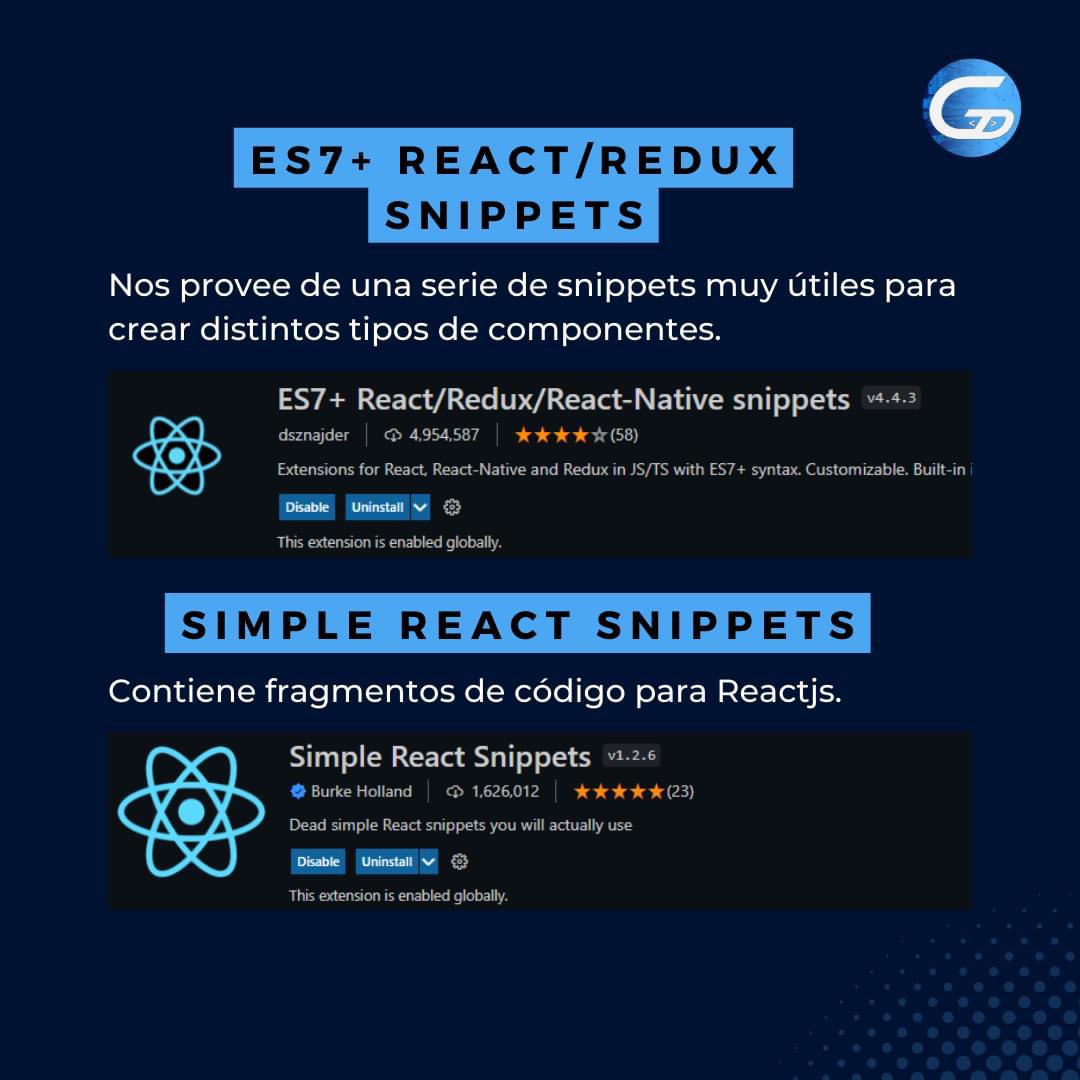 GD
ES7+ REACT/REDUX
SNIPPETS
Nos provee de una serie de snippets muy útiles para
crear distintos tipos de componentes.
ES7+ React/Redux/React-Native snippets v4.4.3
dsznajder 4,954,587 (58)
Extensions for React, React-Native and Redux in JS/TS with ES7+ syntax. Customizable. Built-in
Disable Uninstall
This extension is enabled globally.
SIMPLE REACT SNIPPETS
Contiene fragmentos de código para Reactjs.
Simple React Snippets v1.2.6
Burke Holland 1,626,012 (23)
Dead simple React snippets you will actually use
Disable Uninstall
This extension is enabled globally.